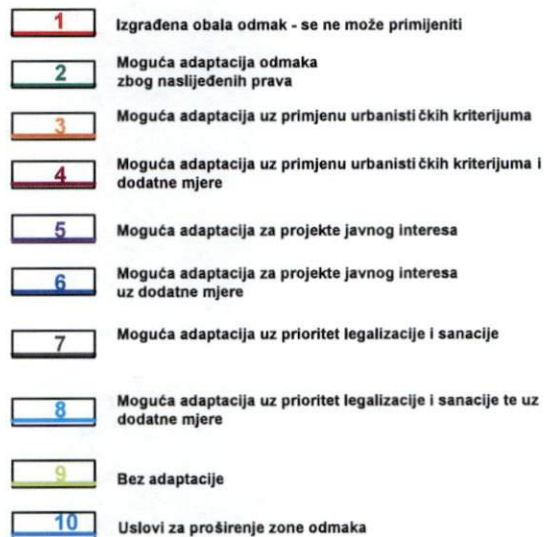 1 Izgrađena obala odmak - se ne može primijeniti
2 Moguća adaptacija odmaka
zbog naslijeđenih prava
3 Moguća adaptacija uz primjenu urbanističkih kriterijuma
4 Moguća adaptacija uz primjenu urbanističkih kriterijuma i
dodatne mjere
5 Moguća adaptacija za projekte javnog interesa
6 Moguća adaptacija za projekte javnog interesa
uz dodatne mjere
7 Moguća adaptacija uz prioritet legalizacije i sanacije
8 Moguća adaptacija uz prioritet legalizacije i sanacije te uz
dodatne mjere
9 Bez adaptacije
10 Uslovi za proširenje zone odmaka